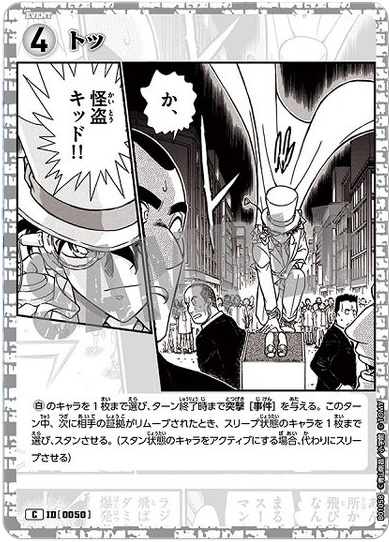 EVENT
4 トッ
か、
怪盗
キッド!!
白のキャラを1枚まで選び、ターン終了時まで突撃［事件］を与える。このター
ン中、次に相手の証拠がリムーブされたとき、スリープ状態のキャラを1枚まで
選び、スタンさせる。(スタン状態のキャラをアクティブにする場合、代わりにスリー
プさせる)
C ID［0050］